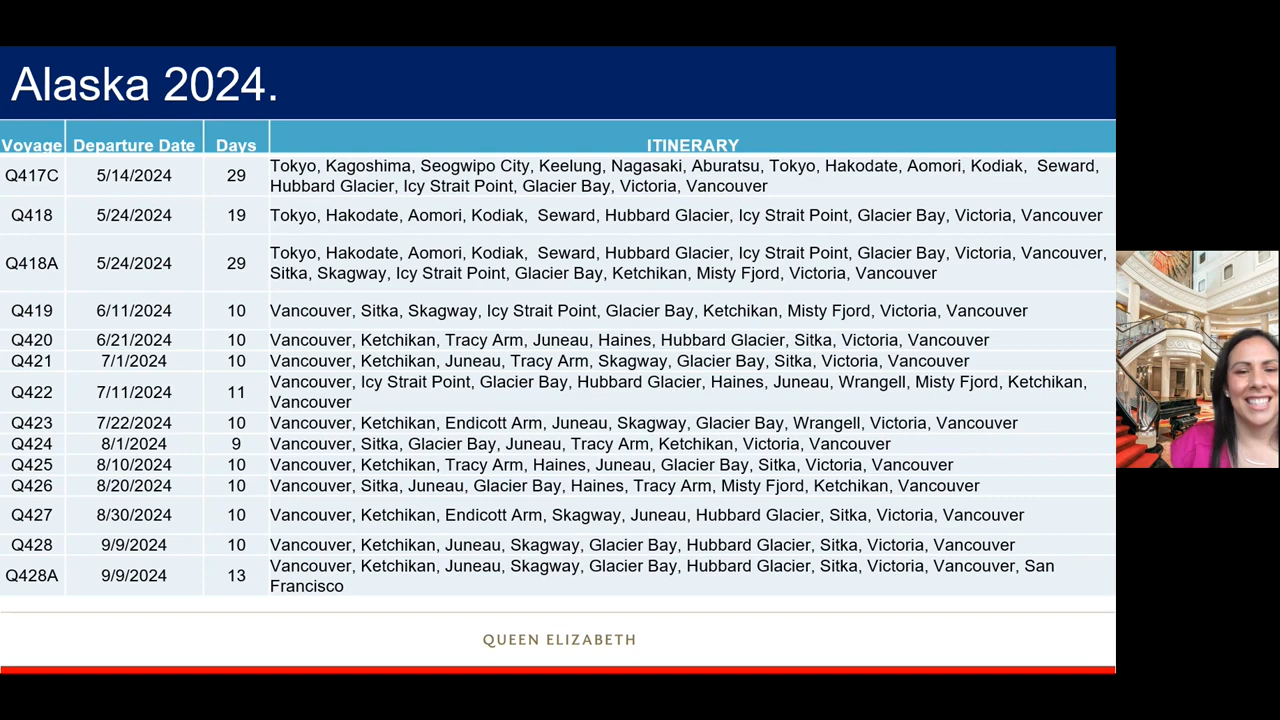 Alaska 2024.
Voyage Departure Date Days ITINERARY
Q417C 5/14/2024 29 Tokyo, Kagoshima, Seogwipo City, Keelung, Nagasaki, Aburatsu, Tokyo, Hakodate, Aomori, Kodiak, Seward,
Hubbard Glacier, Icy Strait Point, Glacier Bay, Victoria, Vancouver
Q418 5/24/2024 19 Tokyo, Hakodate, Aomori, Kodiak, Seward, Hubbard Glacier, Icy Strait Point, Glacier Bay, Victoria, Vancouver
Q418A 5/24/2024 29 Tokyo, Hakodate, Aomori, Kodiak, Seward, Hubbard Glacier, Icy Strait Point, Glacier Bay, Victoria, Vancouver,
Sitka, Skagway, Icy Strait Point, Glacier Bay, Ketchikan, Misty Fjord, Victoria, Vancouver
Q419 6/11/2024 10 Vancouver, Sitka, Skagway, Icy Strait Point, Glacier Bay, Ketchikan, Misty Fjord, Victoria, Vancouver
Q420 6/21/2024 10 Vancouver, Ketchikan, Tracy Arm, Juneau, Haines, Hubbard Glacier, Sitka, Victoria, Vancouver
Q421 7/1/2024 10 Vancouver, Ketchikan, Juneau, Tracy Arm, Skagway, Glacier Bay, Sitka, Victoria, Vancouver
Q422 7/11/2024 11 Vancouver, Icy Strait Point, Glacier Bay, Hubbard Glacier, Haines, Juneau, Wrangell, Misty Fjord, Ketchikan,
Vancouver
Q423 7/22/2024 10 Vancouver, Ketchikan, Endicott Arm, Juneau, Skagway, Glacier Bay, Wrangell, Victoria, Vancouver
Q424 8/1/2024 9 Vancouver, Sitka, Glacier Bay, Juneau, Tracy Arm, Ketchikan, Victoria, Vancouver
Q425 8/10/2024 10 Vancouver, Ketchikan, Tracy Arm, Haines, Juneau, Glacier Bay, Sitka, Victoria, Vancouver
Q426 8/20/2024 10 Vancouver, Sitka, Juneau, Glacier Bay, Haines, Tracy Arm, Misty Fjord, Ketchikan, Vancouver
Q427 8/30/2024 10 Vancouver, Ketchikan, Endicott Arm, Skagway, Juneau, Hubbard Glacier, Sitka, Victoria, Vancouver
Q428 9/9/2024 10 Vancouver, Ketchikan, Juneau, Skagway, Glacier Bay, Hubbard Glacier, Sitka, Victoria, Vancouver
Q428A 9/9/2024 13 Vancouver, Ketchikan, Juneau, Skagway, Glacier Bay, Hubbard Glacier, Sitka, Victoria, Vancouver, San
Francisco
QUEEN ELIZABETH